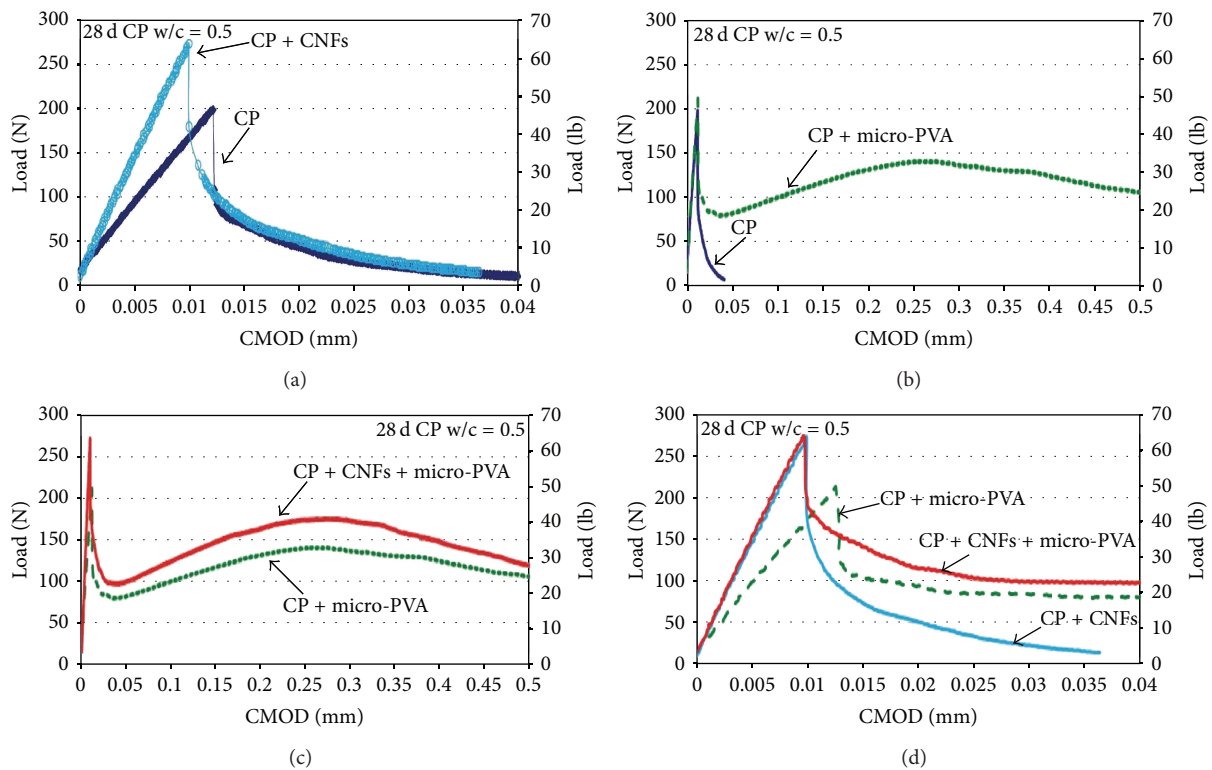 28 d CP w/c = 0.5
CP + CNFs
CP
Load (N)
300
250
200
150
100
50
0
Load (lb)
70
60
50
40
30
20
10
0
0 0.005 0.01 0.015 0.02 0.025 0.03 0.035 0.04
CMOD (mm)
(a)
28 d CP w/c = 0.5
CP + micro-PVA
CP
Load (N)
300
250
200
150
100
50
0
Load (lb)
70
60
50
40
30
20
10
0
0 0.05 0.1 0.15 0.2 0.25 0.3 0.35 0.4 0.45 0.5
CMOD (mm)
(b)
28 d CP w/c = 0.5
CP + CNFs + micro-PVA
CP + micro-PVA
Load (N)
300
250
200
150
100
50
0
Load (lb)
70
60
50
40
30
20
10
0
0 0.05 0.1 0.15 0.2 0.25 0.3 0.35 0.4 0.45 0.5
CMOD (mm)
(c)
28 d CP w/c = 0.5
CP + micro-PVA
CP + CNFs + micro-PVA
CP + CNFs
Load (N)
300
250
200
150
100
50
0
Load (lb)
70
60
50
40
30
20
10
0
0 0.005 0.01 0.015 0.02 0.025 0.03 0.035 0.04
CMOD (mm)
(d)